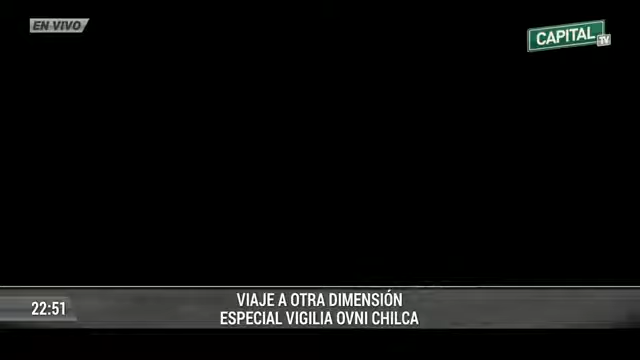 EN VIVO
CAPITAL
TV
VIAJE A OTRA DIMENSIÓN
22:51
ESPECIAL VIGILIA OVNI CHILCA